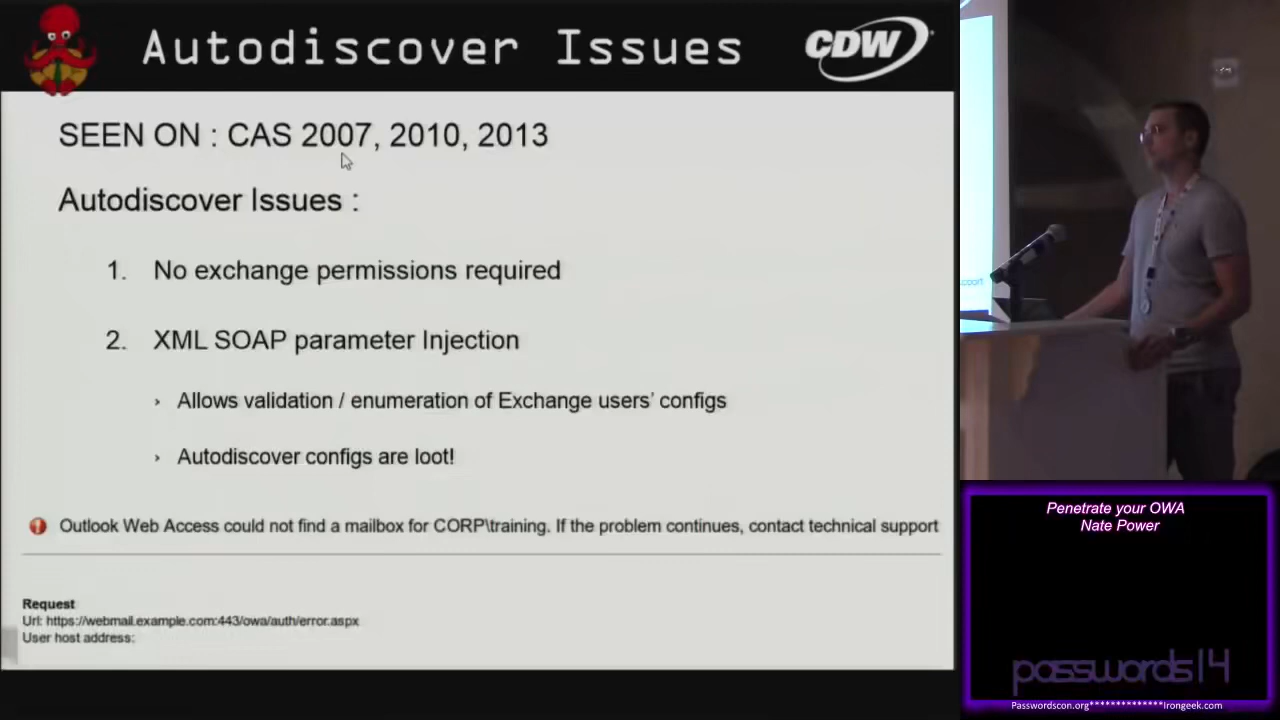 Autodiscover Issues
CDW
SEEN ON : CAS 2007, 2010, 2013
Autodiscover Issues :
1. No exchange permissions required
2. XML SOAP parameter Injection
› Allows validation / enumeration of Exchange users' configs
› Autodiscover configs are loot!
Outlook Web Access could not find a mailbox for CORP\training. If the problem continues, contact technical support
Request
Url: https://webmail.example.com:443/owa/auth/error.aspx
User host address:
support
Penetrate your OWA
Nate Power
passwords14
Passwordscon.org**************Irongeek.com